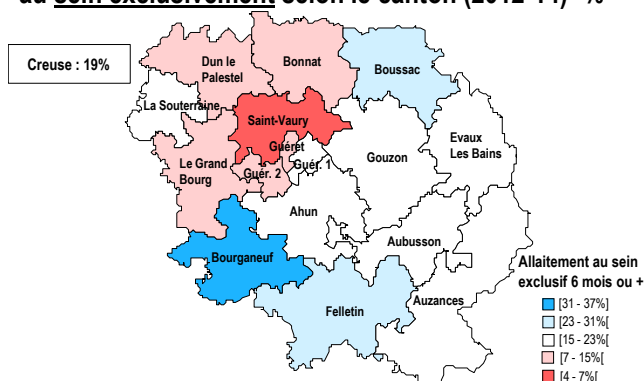 au sein exclusivement selon le canton (2012-14) %
Creuse : 19%
Dun le
Palestel
Bonnat
Boussac
La Souterraine
Saint-Vaury
Guéret
Guér. 1
Guér. 2
Le Grand
Bourg
Gouzon
Evaux
Les Bains
Ahun
Bourganeuf
Aubusson
Felletin
Auzances
Allaitement au sein
exclusif 6 mois ou +
[31 - 37%]
[23 - 31%[
[15 - 23%[
[7 - 15%[
[4 - 7%[